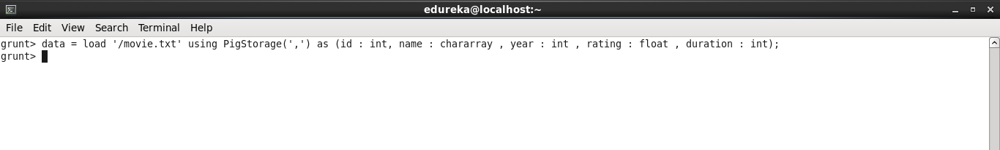 edureka@localhost:~
File Edit View Search Terminal Help
grunt> data = load '/movie.txt' using PigStorage(',') as (id : int, name : chararray , year : int , rating : float , duration : int);
grunt>